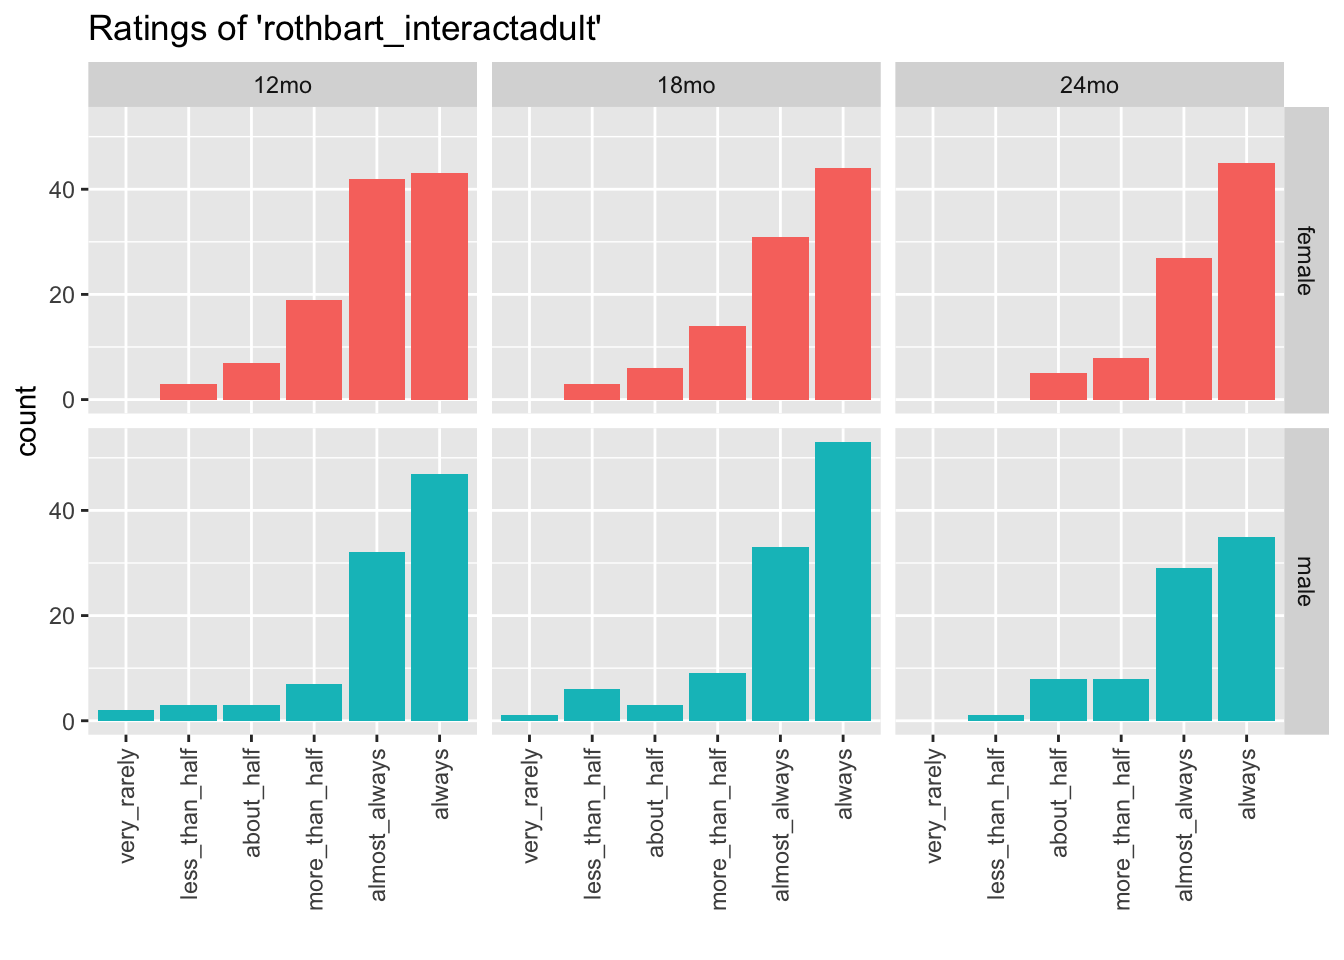 Ratings of 'rothbart_interactadult'
12mo
18mo
24mo
count
40
20
0
female
40
20
0
male
very_rarely
less_than_half
about_half
more_than_half
almost_always
always
very_rarely
less_than_half
about_half
more_than_half
almost_always
always
very_rarely
less_than_half
about_half
more_than_half
almost_always
always